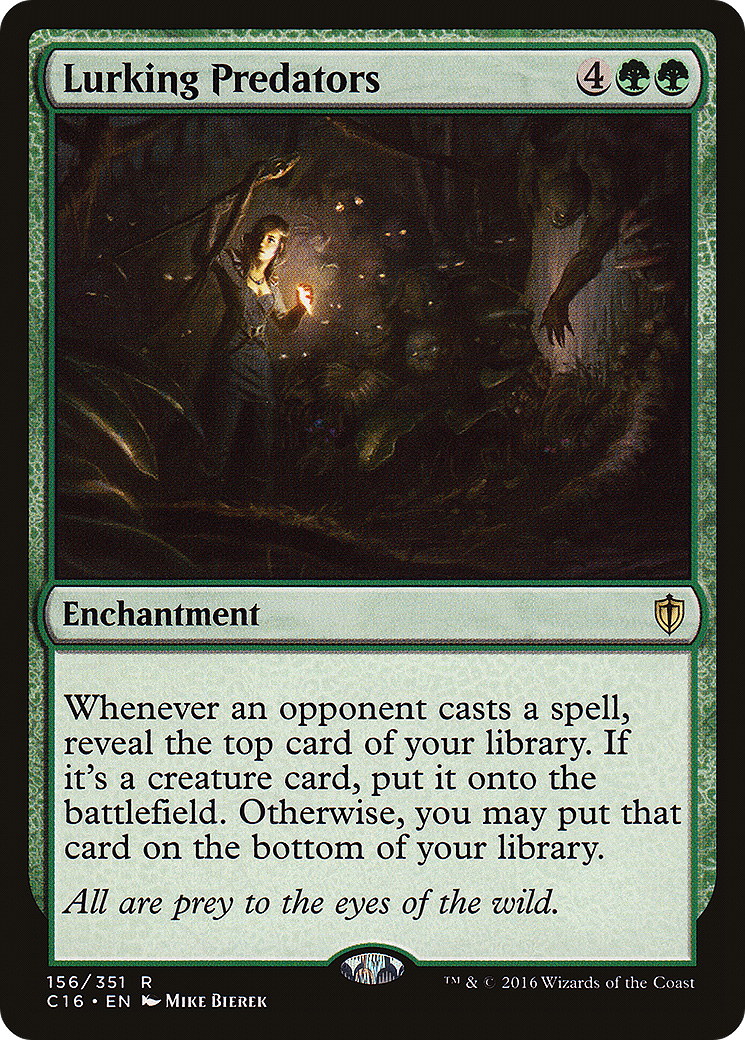 Lurking Predators 4
Enchantment
Whenever an opponent casts a spell,
reveal the top card of your library. If
it's a creature card, put it onto the
battlefield. Otherwise, you may put that
card on the bottom of your library.
All are prey to the eyes of the wild.
156/351 R
C16 • EN Mike Bierek
™ & © 2016 Wizards of the Coast